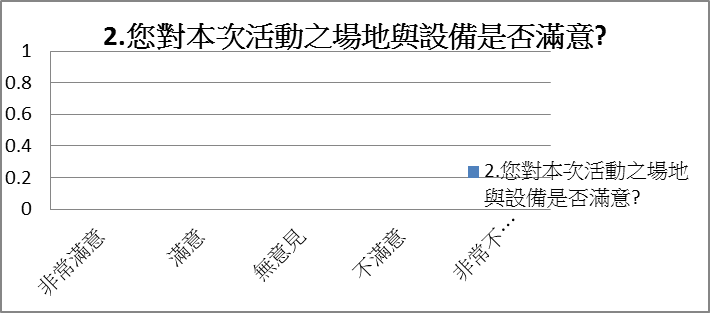 2.您對本次活動之場地與設備是否滿意?
1
0.8
0.6
0.4
0.2
0
非常滿意
滿意
無意見
不滿意
非常不…
2.您對本次活動之場地
與設備是否滿意?